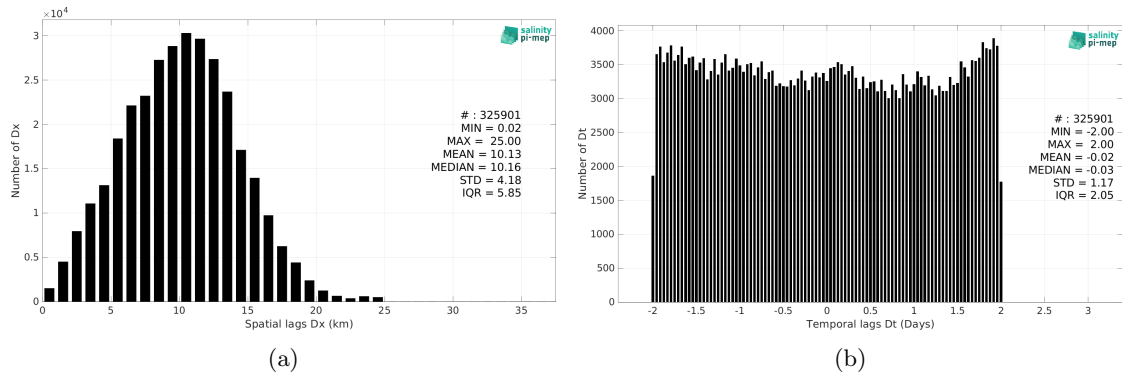 ×10^4
3
2.5
2
1.5
1
0.5
0
Number of Dx
0 5 10 15 20 25 30 35
Spatial lags Dx (km)
salinity
pi-mep
# : 325901
MIN = 0.02
MAX = 25.00
MEAN = 10.13
MEDIAN = 10.16
STD = 4.18
IQR = 5.85
(a)
4000
3500
3000
2500
2000
1500
1000
500
0
Number of Dt
-2 -1.5 -1 -0.5 0 0.5 1 1.5 2 2.5 3
Temporal lags Dt (Days)
salinity
pi-mep
# : 325901
MIN = -2.00
MAX = 2.00
MEAN = -0.02
MEDIAN = -0.03
STD = 1.17
IQR = 2.05
(b)